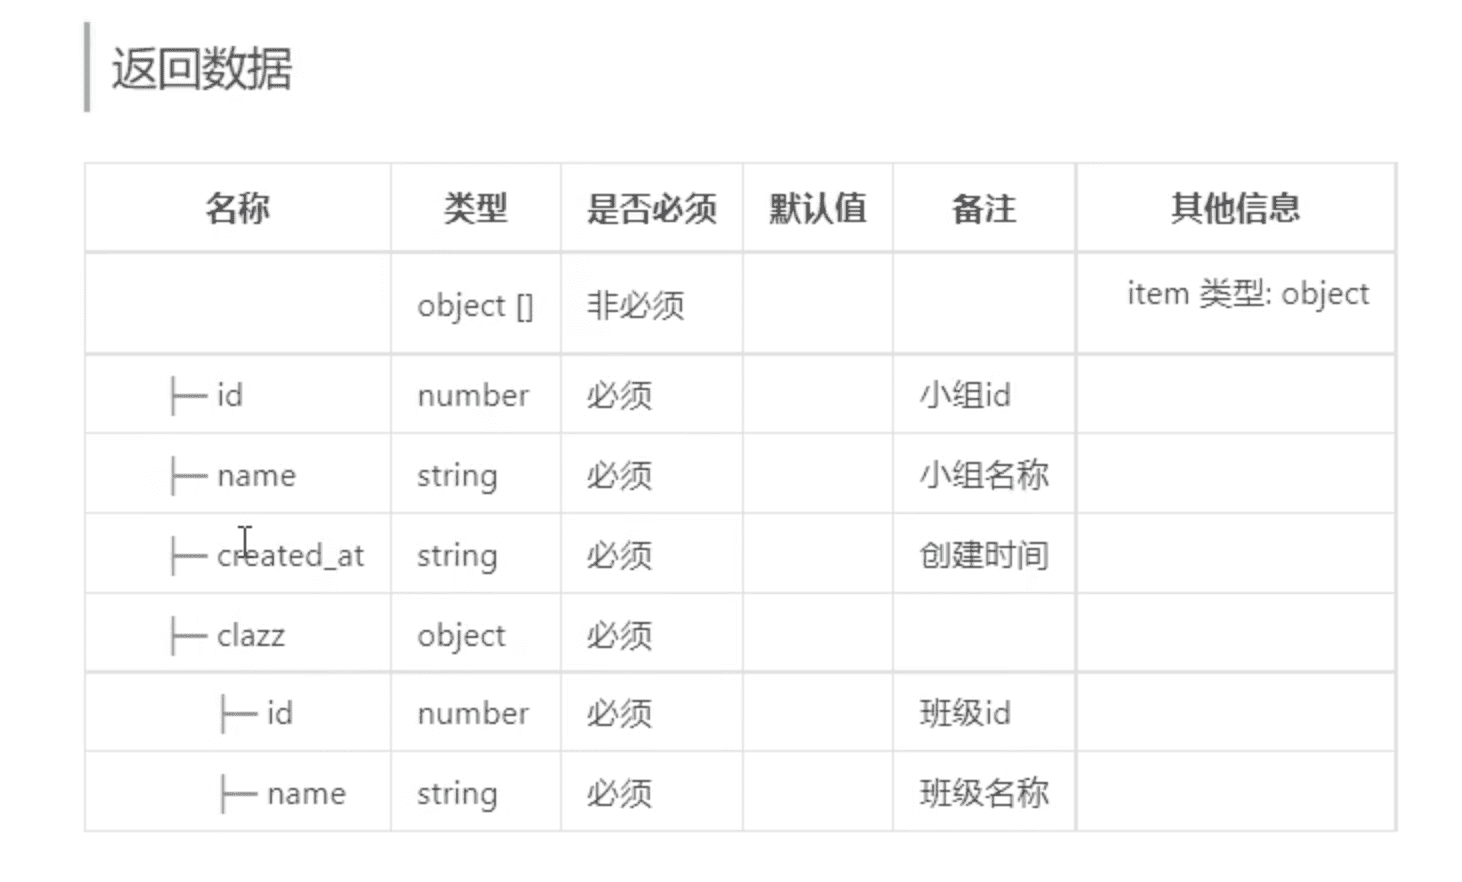 返回数据
名称 类型 是否必须 默认值 备注 其他信息
object [] 非必须 item 类型: object
├─ id number 必须 小组id
├─ name string 必须 小组名称
├─ created_at string 必须 创建时间
├─ clazz object 必须
├─ id number 必须 班级id
├─ name string 必须 班级名称